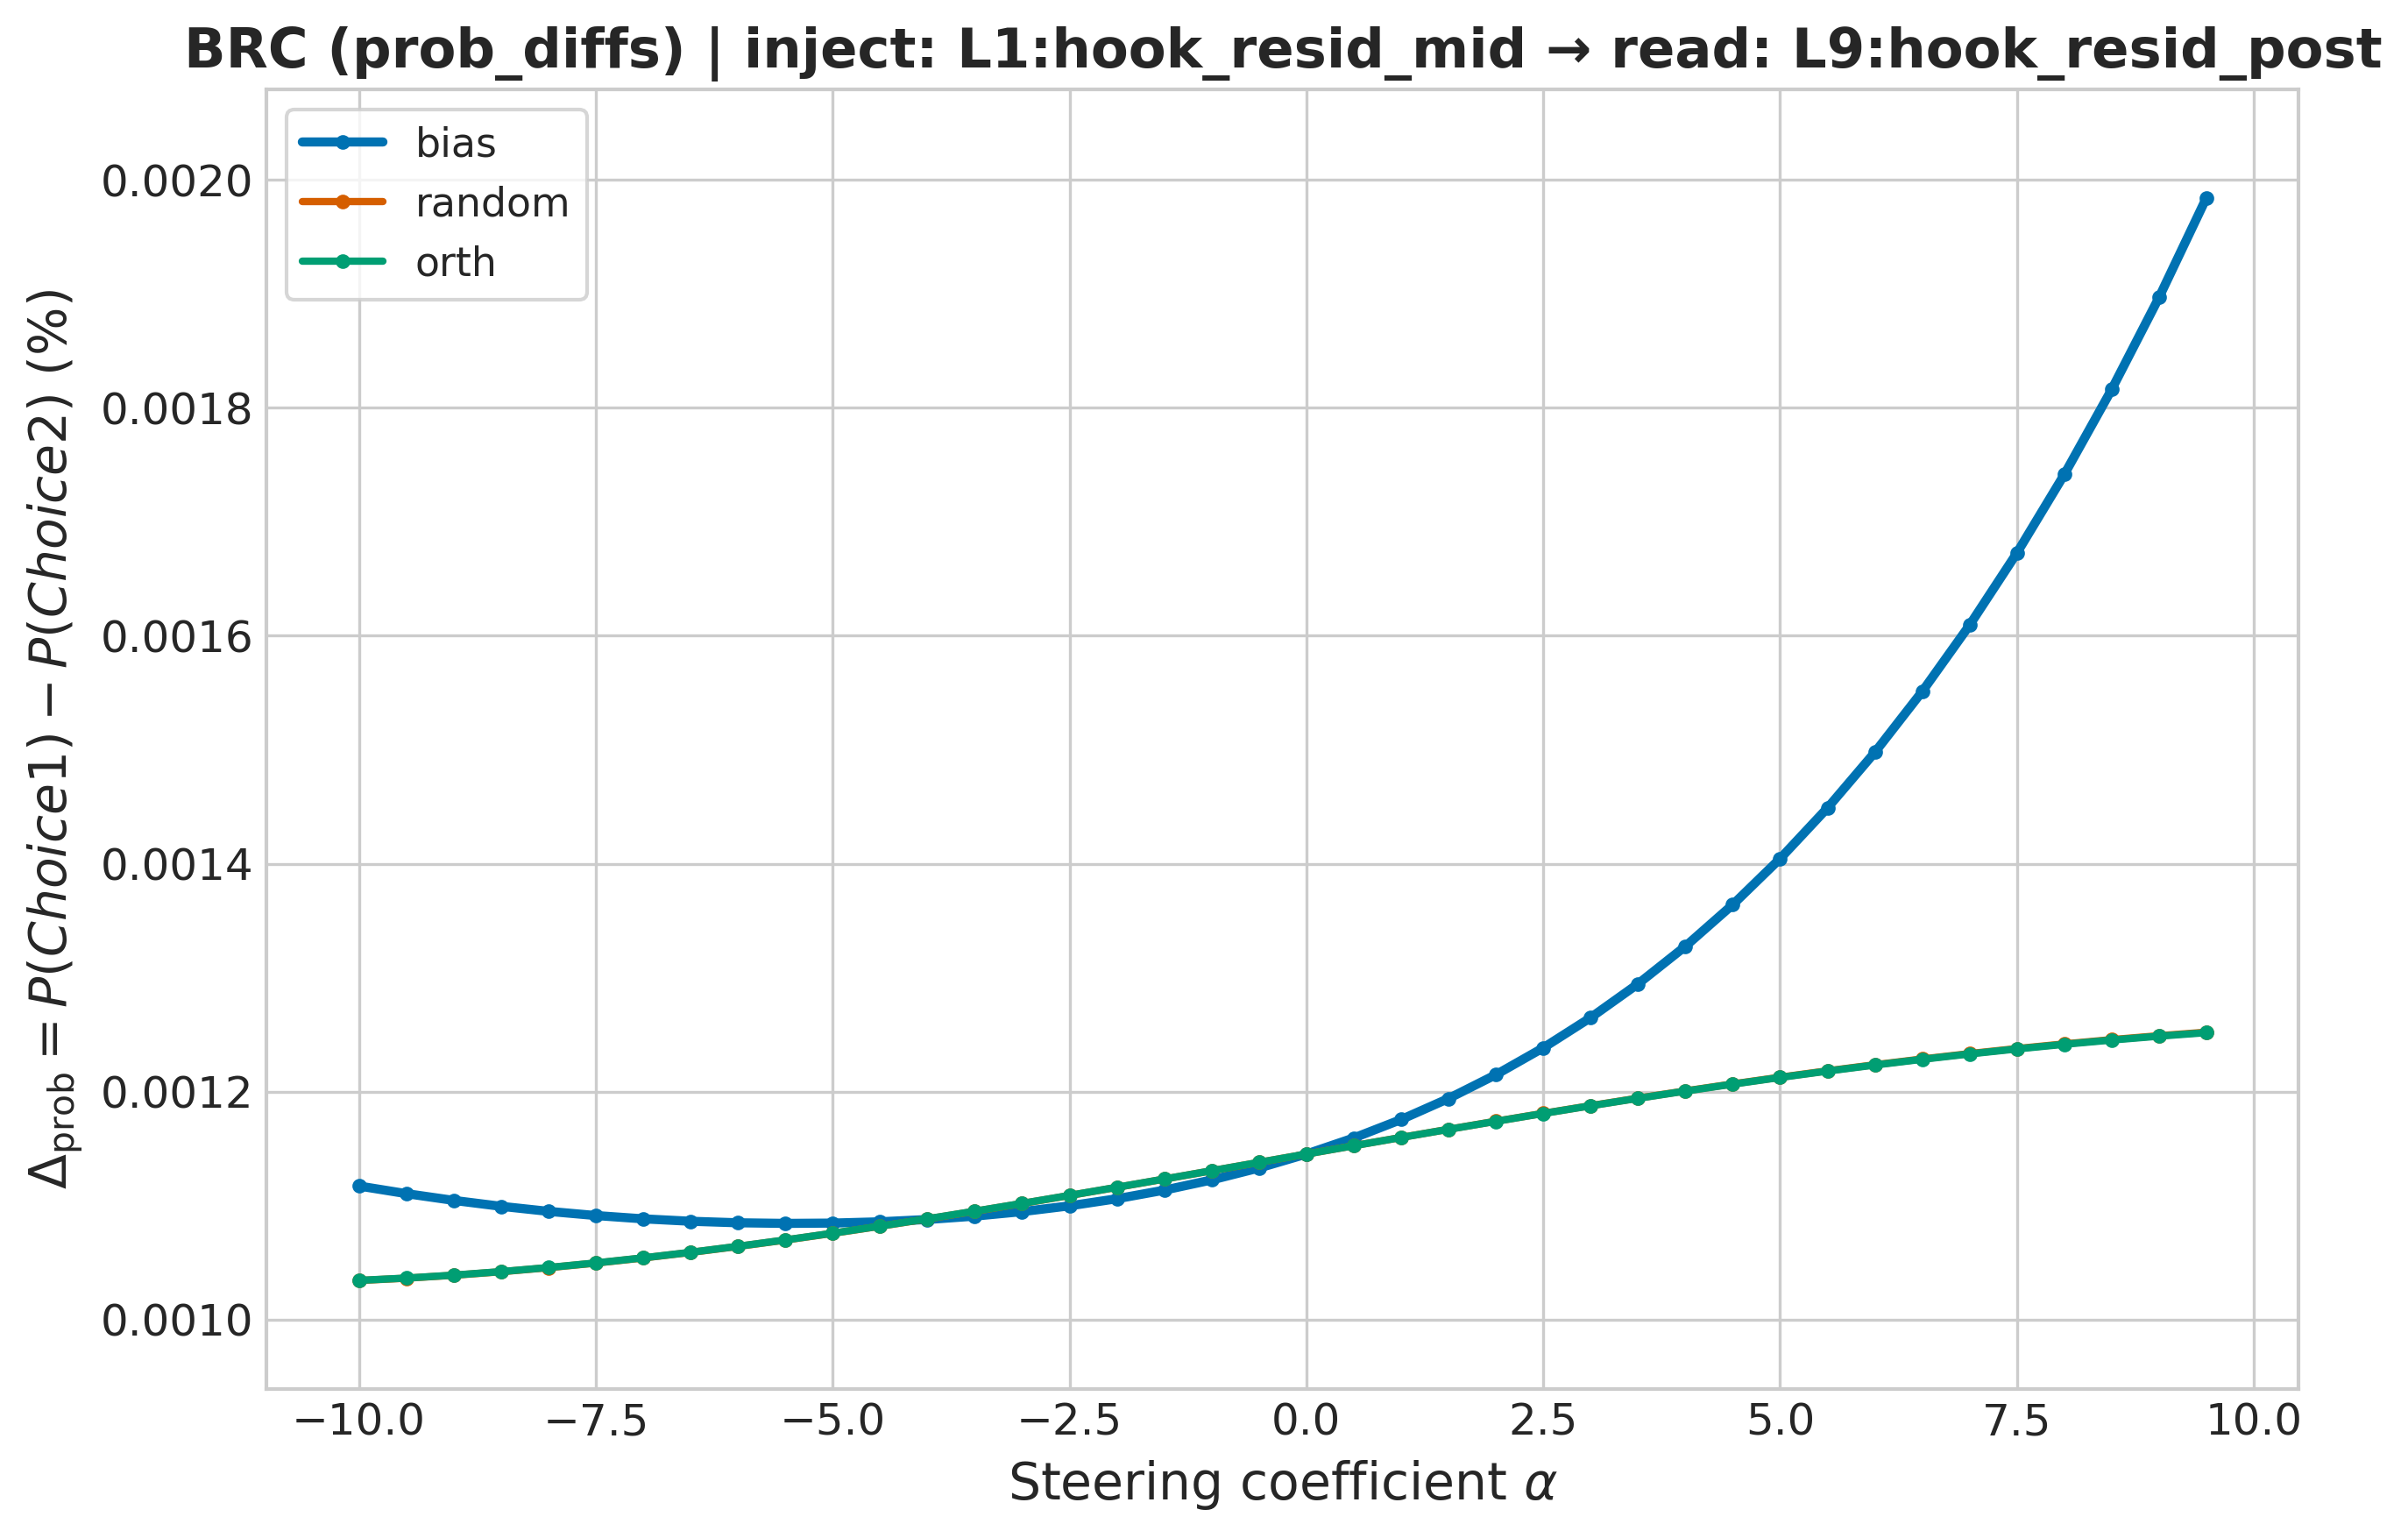 BRC (prob_diffs) | inject: L1:hook_resid_mid → read: L9:hook_resid_post
bias
random
orth
Δprob = P(Choice1) − P(Choice2) (%)
0.0020
0.0018
0.0016
0.0014
0.0012
0.0010
−10.0 −7.5 −5.0 −2.5 0.0 2.5 5.0 7.5 10.0
Steering coefficient α